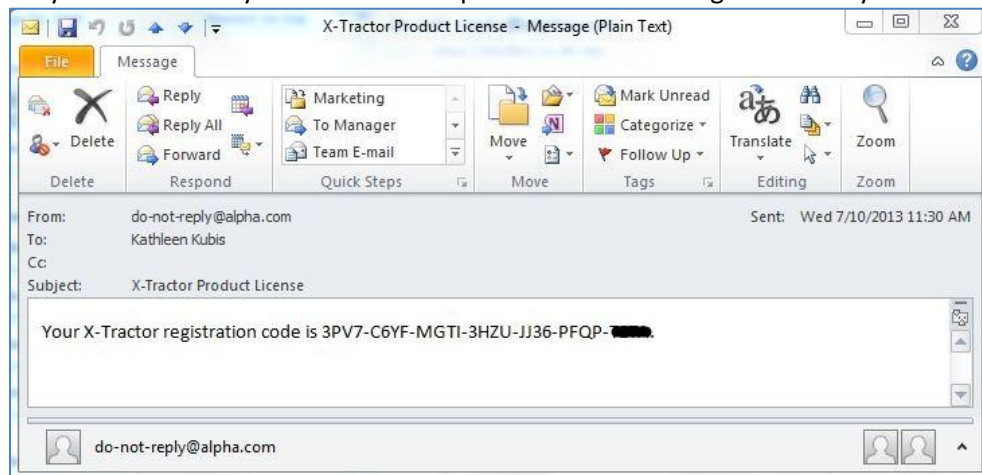 X-Tractor Product License - Message (Plain Text)
File Message
Delete
Reply
Reply All
Forward
Marketing
To Manager
Team E-mail
Move
Mark Unread
Categorize
Follow Up
Translate
Zoom
Delete Respond Quick Steps Move Tags Editing Zoom
From: do-not-reply@alpha.com Sent: Wed 7/10/2013 11:30 AM
To: Kathleen Kubis
Cc:
Subject: X-Tractor Product License
Your X-Tractor registration code is 3PV7-C6YF-MGTI-3HZU-JJ36-PFQP-
do-not-reply@alpha.com